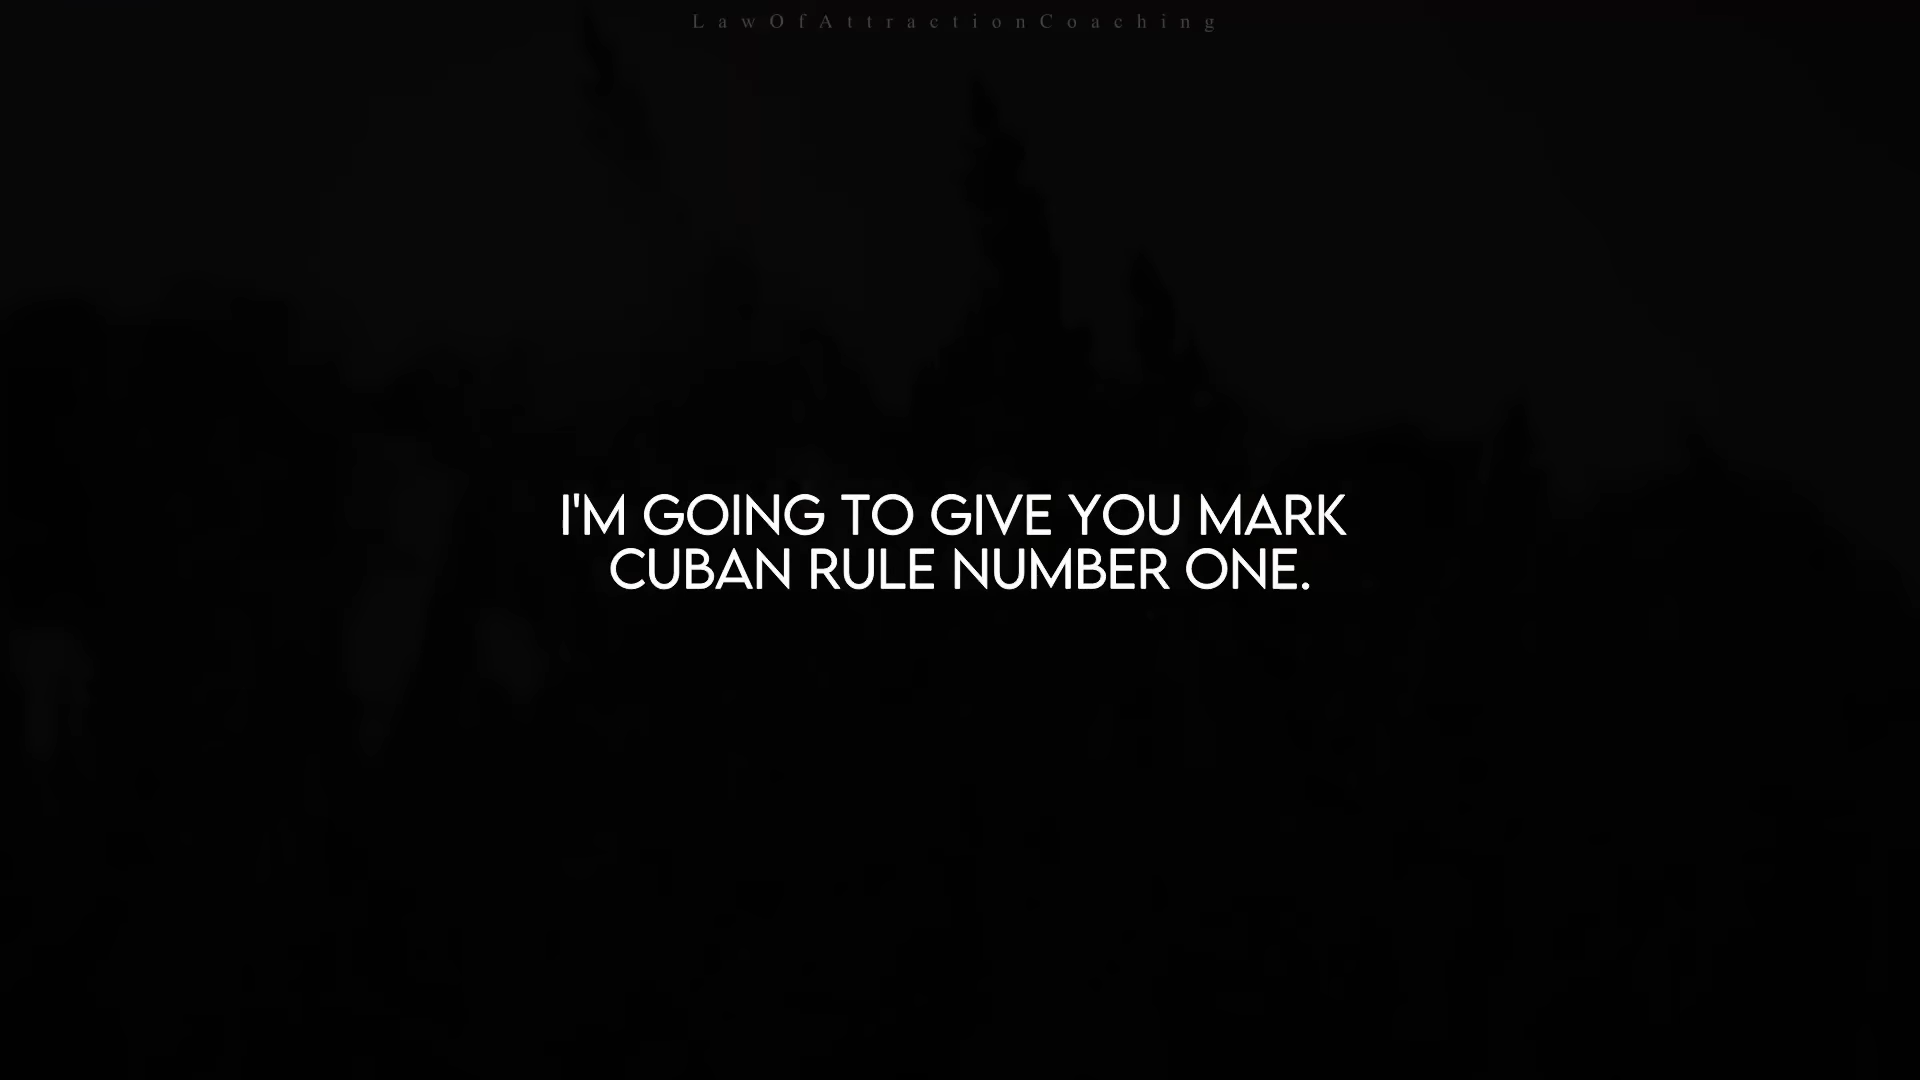 LawOfAttractionCoaching
I'M GOING TO GIVE YOU MARK
CUBAN RULE NUMBER ONE.